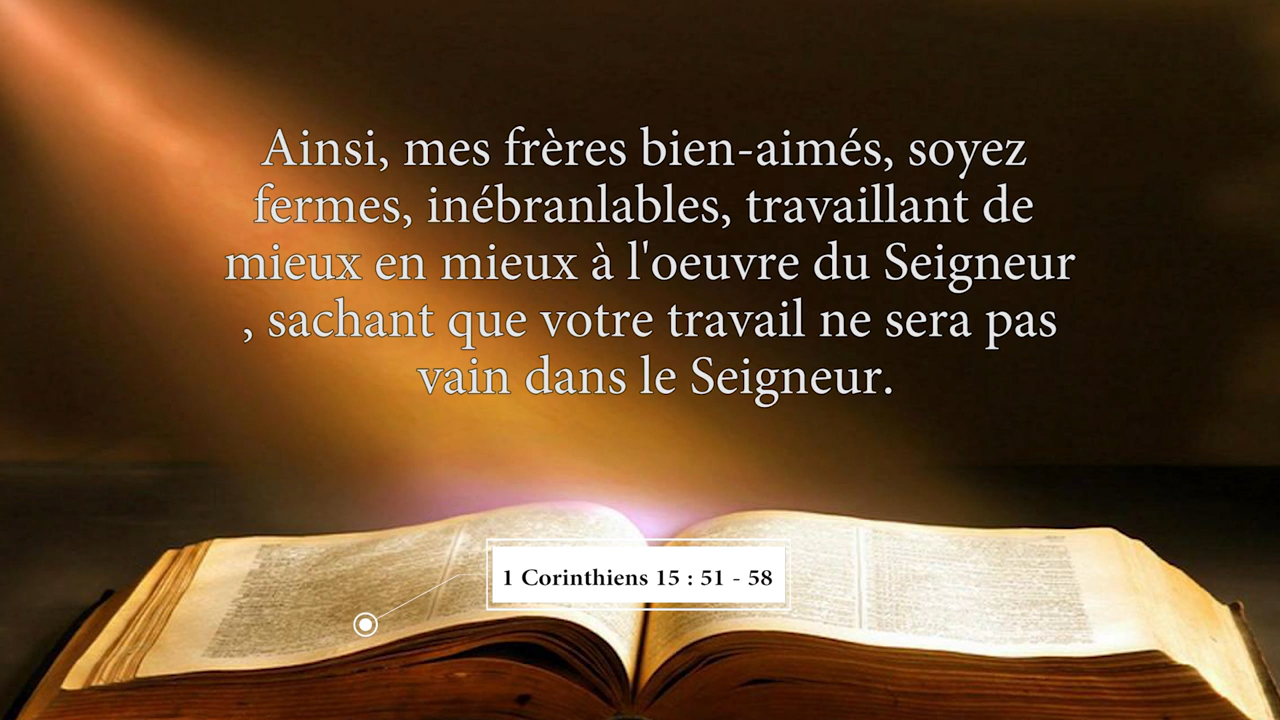 Ainsi, mes frères bien-aimés, soyez
fermes, inébranlables, travaillant de
mieux en mieux à l'oeuvre du Seigneur
, sachant que votre travail ne sera pas
vain dans le Seigneur.
1 Corinthiens 15 : 51 - 58